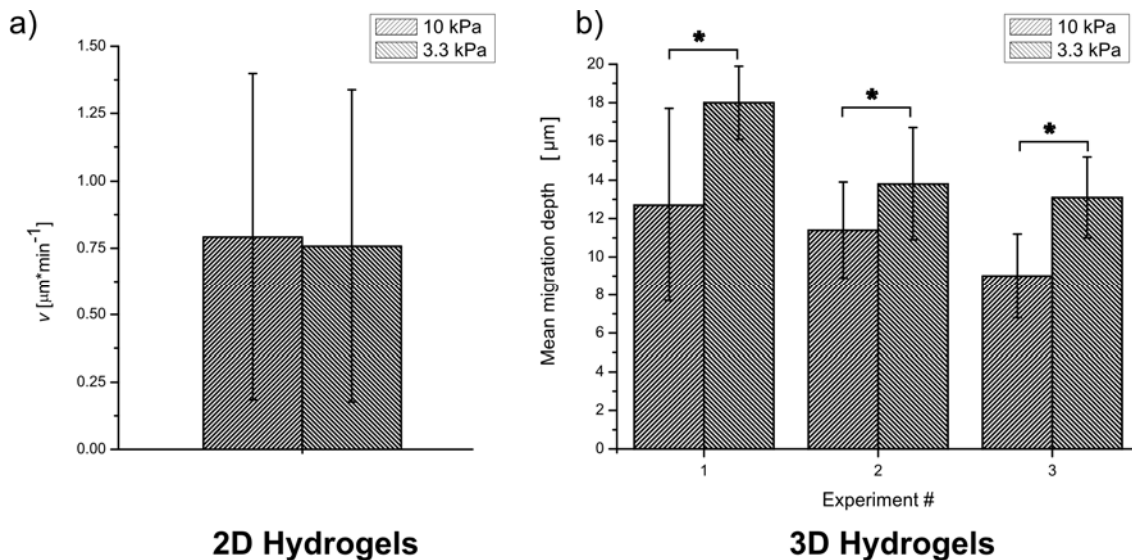 a)
10 kPa
3.3 kPa
1.50
1.25
1.00
0.75
0.50
0.25
0.00
v [µm*min⁻¹]
2D Hydrogels
b)
10 kPa
3.3 kPa
*
*
*
20
18
16
14
12
10
8
6
4
2
0
Mean migration depth [ µm]
1 2 3
Experiment #
3D Hydrogels